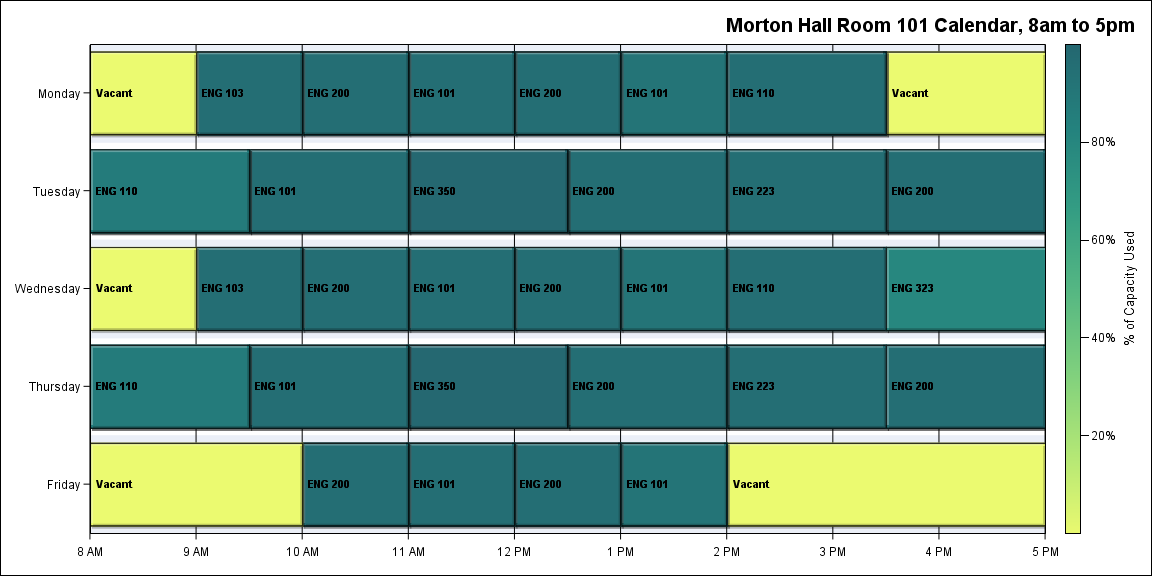 Morton Hall Room 101 Calendar, 8am to 5pm
Monday
Vacant
ENG 103
ENG 200
ENG 101
ENG 200
ENG 101
ENG 110
Vacant
Tuesday
ENG 110
ENG 101
ENG 350
ENG 200
ENG 223
ENG 200
Wednesday
Vacant
ENG 103
ENG 200
ENG 101
ENG 200
ENG 101
ENG 110
ENG 323
Thursday
ENG 110
ENG 101
ENG 350
ENG 200
ENG 223
ENG 200
Friday
Vacant
ENG 200
ENG 101
ENG 200
ENG 101
Vacant
8 AM
9 AM
10 AM
11 AM
12 PM
1 PM
2 PM
3 PM
4 PM
5 PM
80%
60%
40%
20%
% of Capacity Used